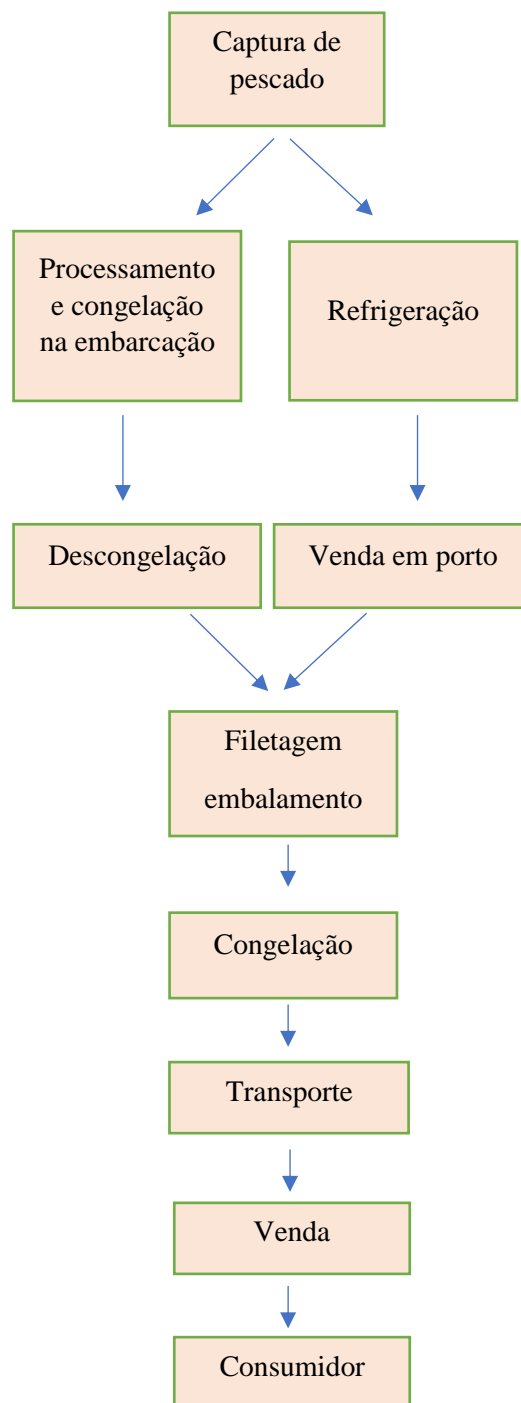 Captura de
pescado
Processamento
e congelação
na embarcação
Refrigeração
Descongelação
Venda em porto
Filetagem
embalamento
Congelação
Transporte
Venda
Consumidor